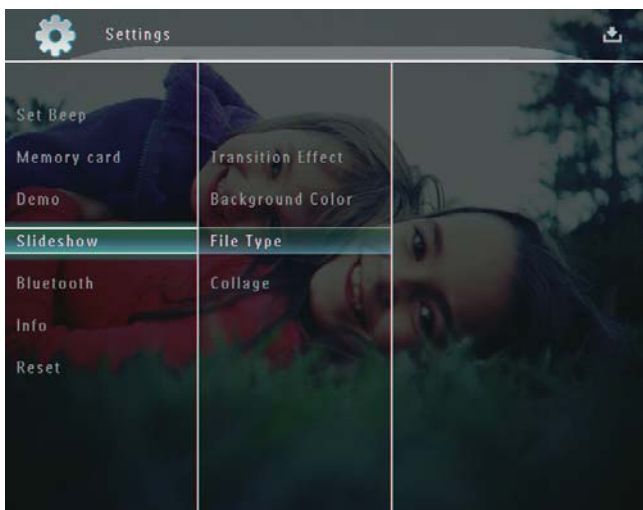 Settings
Set Beep
Memory card
Demo
Slideshow
Bluetooth
Info
Reset
Transition Effect
Background Color
File Type
Collage